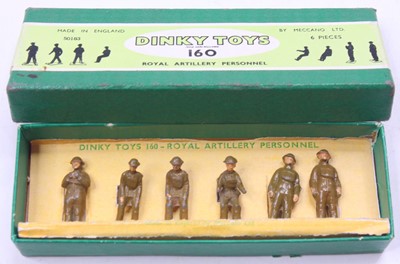 MADE IN ENGLAND
DINKY TOYS
BY MECCANO LTD.
160
6 PIECES
ROYAL ARTILLERY PERSONNEL
DINKY TOYS 160 - ROYAL ARTILLERY PERSONNEL